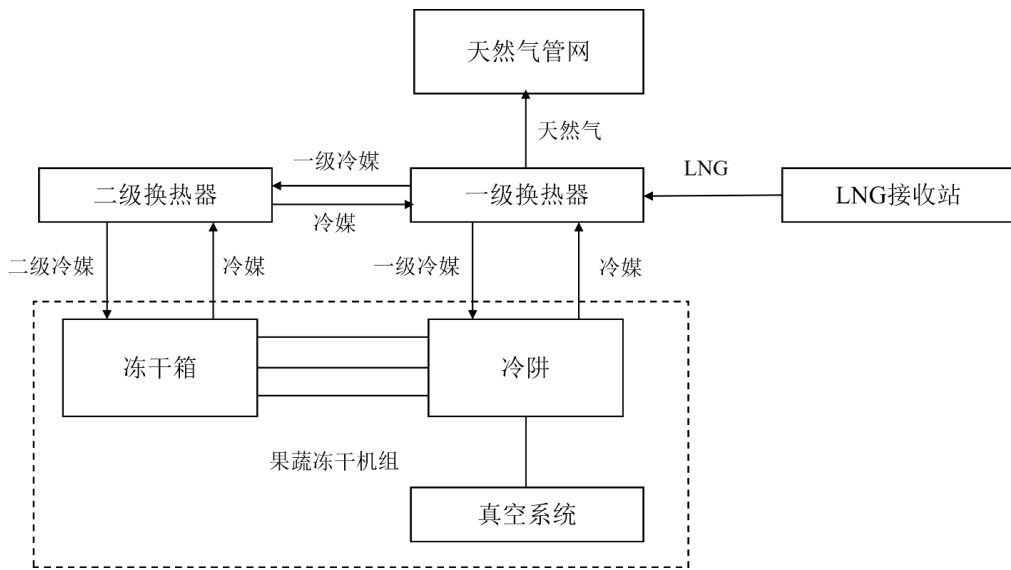 天然气管网
天然气
一级冷媒
LNG
二级换热器
一级换热器
LNG接收站
冷媒
二级冷媒
冷媒
一级冷媒
冷媒
冻干箱
冷阱
果蔬冻干机组
真空系统